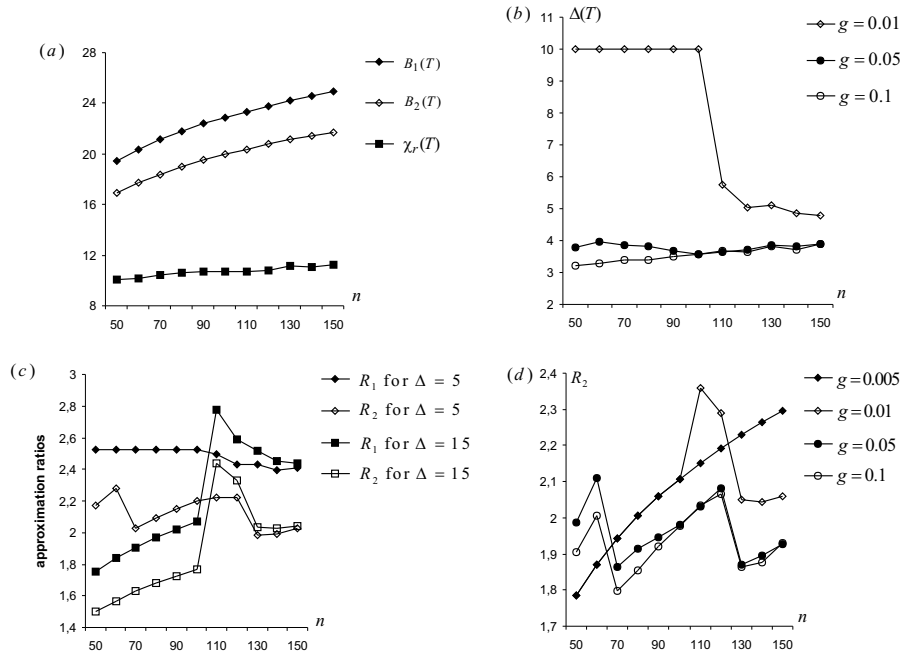 (a)
28
24
20
16
12
8
50 70 90 110 130 150
n
B₁(T)
B₂(T)
χᵣ(T)
(b)
Δ(T)
11
10
9
8
7
6
5
4
3
2
50 70 90 110 130 150
n
g = 0.01
g = 0.05
g = 0.1
(c)
approximation ratios
3
2,8
2,6
2,4
2,2
2
1,8
1,6
1,4
50 70 90 110 130 150
n
R₁ for Δ = 5
R₂ for Δ = 5
R₁ for Δ = 15
R₂ for Δ = 15
(d)
R₂
2,4
2,3
2,2
2,1
2
1,9
1,8
1,7
50 70 90 110 130 150
n
g = 0.005
g = 0.01
g = 0.05
g = 0.1